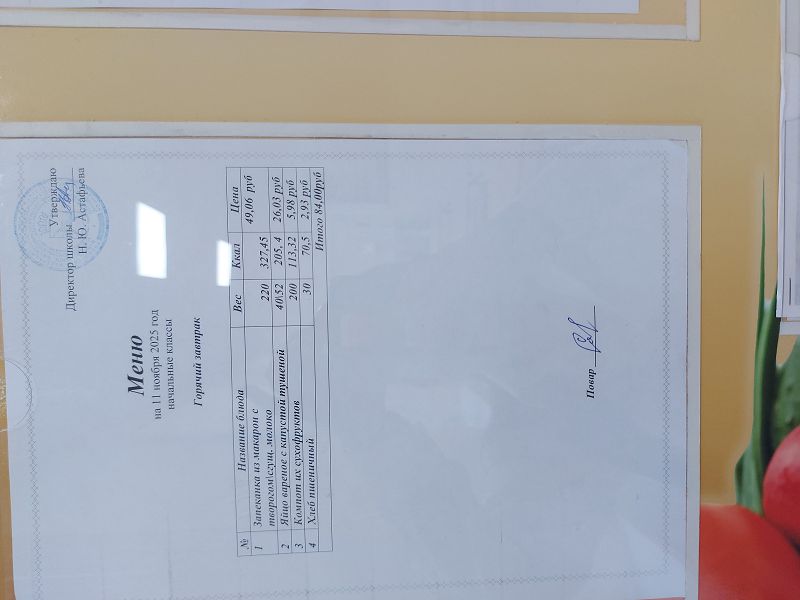 Утверждаю
Директор школы
Н. Ю. Астафьева
Меню
на 11 ноября 2025 год
начальные классы
Горячий завтрак
№ Название блюда Вес Ккал Цена
1 Запеканка из макарон с творогом\сгущ. молоко 220 327,45 49,06 руб
2 Яйцо вареное с капустой тушеной 40\52 205, 4 26,03 руб
3 Компот их сухофруктов 200 113,32 5,98 руб
4 Хлеб пшеничный 30 70,5 2,93 руб
Итого 84,00руб
Повар